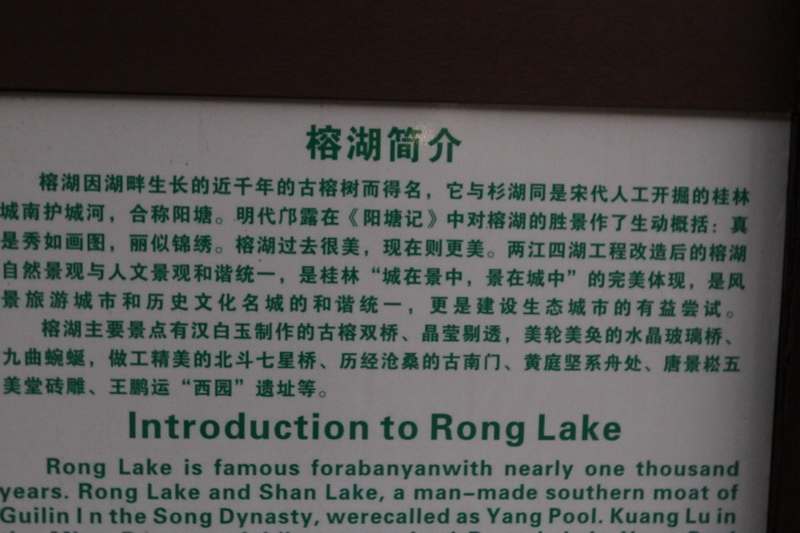 榕湖简介
榕湖因湖畔生长的近千年的古榕树而得名，它与杉湖同是宋代人工开掘的桂林
城南护城河，合称阳塘。明代邝露在《阳塘记》中对榕湖的胜景作了生动概括：真
是秀如画图，丽似锦绣。榕湖过去很美，现在则更美。两江四湖工程改造后的榕湖
自然景观与人文景观和谐统一，是桂林“城在景中，景在城中”的完美体现，是风
景旅游城市和历史文化名城的和谐统一，更是建设生态城市的有益尝试。
榕湖主要景点有汉白玉制作的古榕双桥、晶莹剔透，美轮美奂的水晶玻璃桥、
九曲蜿蜒，做工精美的北斗七星桥、历经沧桑的古南门、黄庭坚系舟处、唐景崧五
美堂砖雕、王鹏运“西园”遗址等。
Introduction to Rong Lake
Rong Lake is famous forabanyanwith nearly one thousand
years. Rong Lake and Shan Lake, a man-made southern moat of
Guilin I n the Song Dynasty, werecalled as Yang Pool. Kuang Lu in